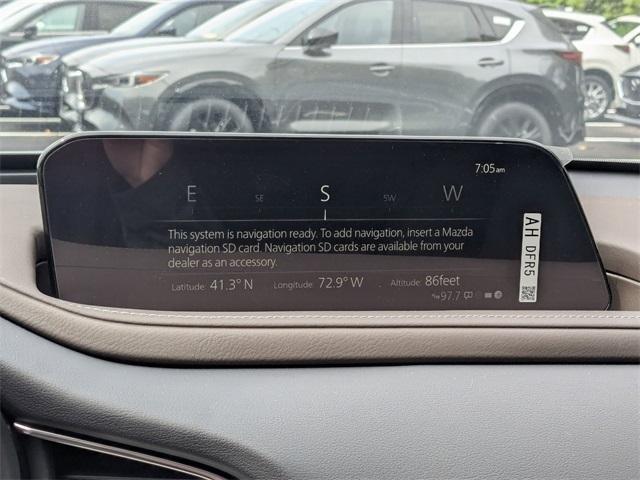 7:05am
E SE S SW W
This system is navigation ready. To add navigation, insert a Mazda
navigation SD card. Navigation SD cards are available from your
dealer as an accessory.
Latitude: 41.3° N Longitude: 72.9° W Altitude: 86feet
97.7
AH DFR5